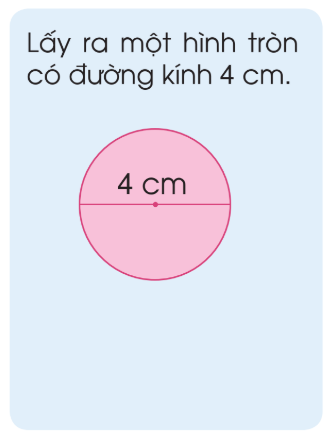 Lấy ra một hình tròn
có đường kính 4 cm.
4 cm